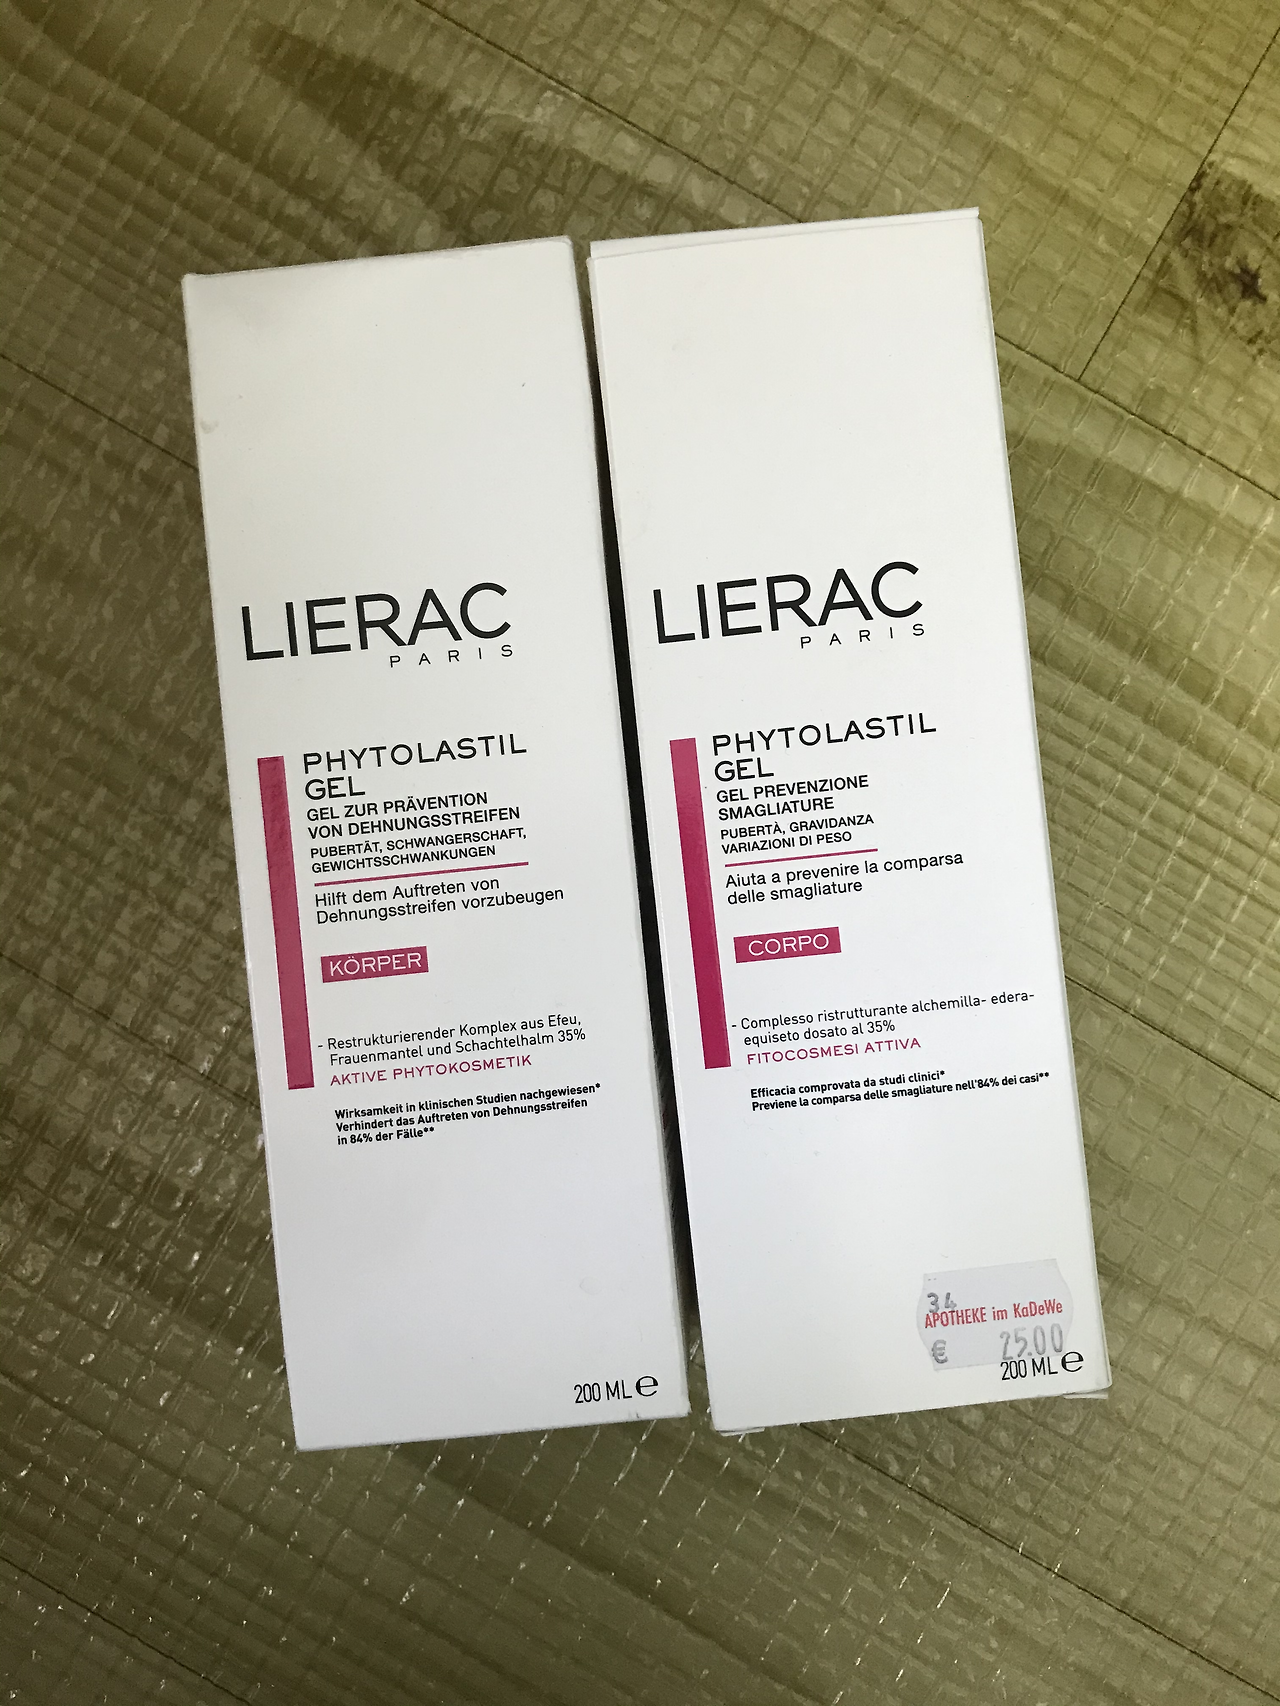 LIERAC
PARIS
PHYTOLASTIL
GEL
GEL ZUR PRÄVENTION
VON DEHNUNGSSTREIFEN
PUBERTÄT, SCHWANGERSCHAFT,
GEWICHTSSCHWANKUNGEN
Hilft dem Auftreten von
Dehnungsstreifen vorzubeugen
KÖRPER
- Restrukturierender Komplex aus Efeu,
Frauenmantel und Schachtelhalm 35%
AKTIVE PHYTOKOSMETIK
Wirksamkeit in klinischen Studien nachgewiesen*
Verhindert das Auftreten von Dehnungsstreifen
in 84% der Fälle**
200 ML e
LIERAC
PARIS
PHYTOLASTIL
GEL
GEL PREVENZIONE
SMAGLIATURE
PUBERTÀ, GRAVIDANZA
VARIAZIONI DI PESO
Aiuta a prevenire la comparsa
delle smagliature
CORPO
- Complesso ristrutturante alchemilla- edera-
equiseto dosato al 35%
FITOCOSMESI ATTIVA
Efficacia comprovata da studi clinici*
Previene la comparsa delle smagliature nell'84% dei casi**
34
APOTHEKE im KaDeWe
€ 25.00
200 ML e